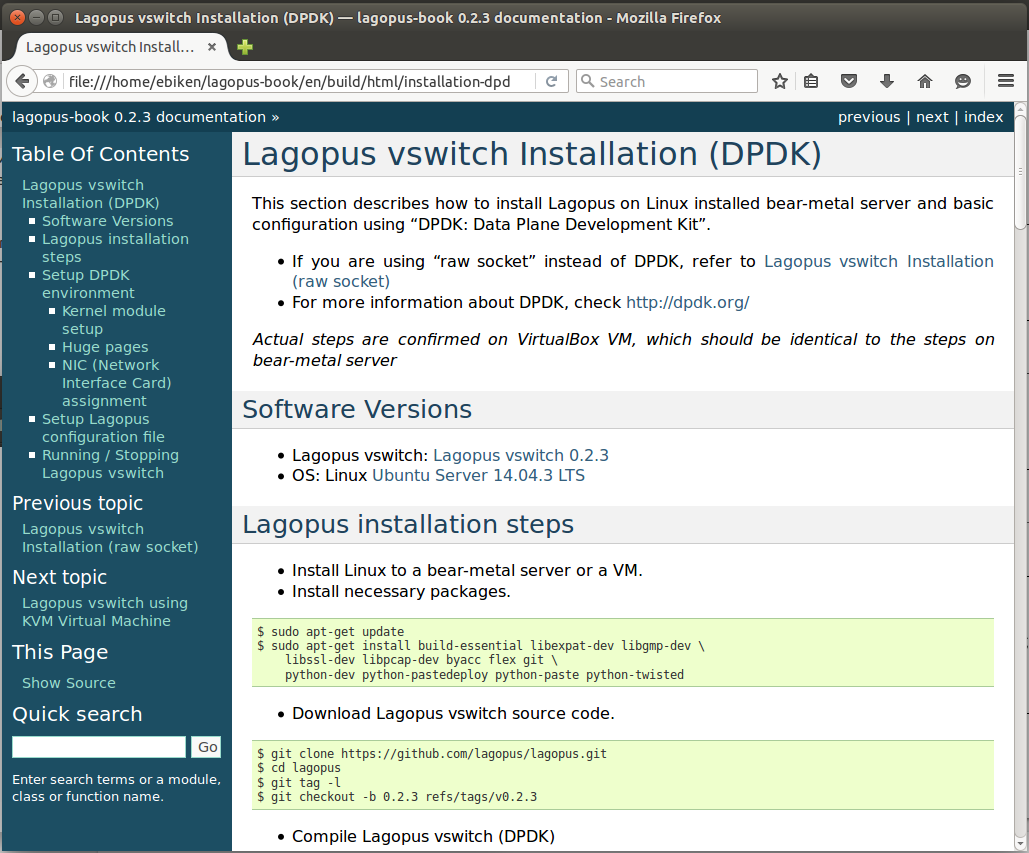 Lagopus vswitch Installation (DPDK) — lagopus-book 0.2.3 documentation - Mozilla Firefox
Lagopus vswitch Install...
file:///home/ebiken/lagopus-book/en/build/html/installation-dpd
Search
lagopus-book 0.2.3 documentation »
previous | next | index
Table Of Contents
Lagopus vswitch
Installation (DPDK)
Software Versions
Lagopus installation
steps
Setup DPDK
environment
Kernel module
setup
Huge pages
NIC (Network
Interface Card)
assignment
Setup Lagopus
configuration file
Running / Stopping
Lagopus vswitch
Previous topic
Lagopus vswitch
Installation (raw socket)
Next topic
Lagopus vswitch using
KVM Virtual Machine
This Page
Show Source
Quick search
Go
Enter search terms or a module,
class or function name.
Lagopus vswitch Installation (DPDK)
This section describes how to install Lagopus on Linux installed bear-metal server and basic
configuration using “DPDK: Data Plane Development Kit”.
• If you are using “raw socket” instead of DPDK, refer to Lagopus vswitch Installation
(raw socket)
• For more information about DPDK, check http://dpdk.org/
Actual steps are confirmed on VirtualBox VM, which should be identical to the steps on
bear-metal server
Software Versions
• Lagopus vswitch: Lagopus vswitch 0.2.3
• OS: Linux Ubuntu Server 14.04.3 LTS
Lagopus installation steps
• Install Linux to a bear-metal server or a VM.
• Install necessary packages.
$ sudo apt-get update
$ sudo apt-get install build-essential libexpat-dev libgmp-dev \
libssl-dev libpcap-dev byacc flex git \
python-dev python-pastedeploy python-paste python-twisted
• Download Lagopus vswitch source code.
$ git clone https://github.com/lagopus/lagopus.git
$ cd lagopus
$ git tag -l
$ git checkout -b 0.2.3 refs/tags/v0.2.3
• Compile Lagopus vswitch (DPDK)